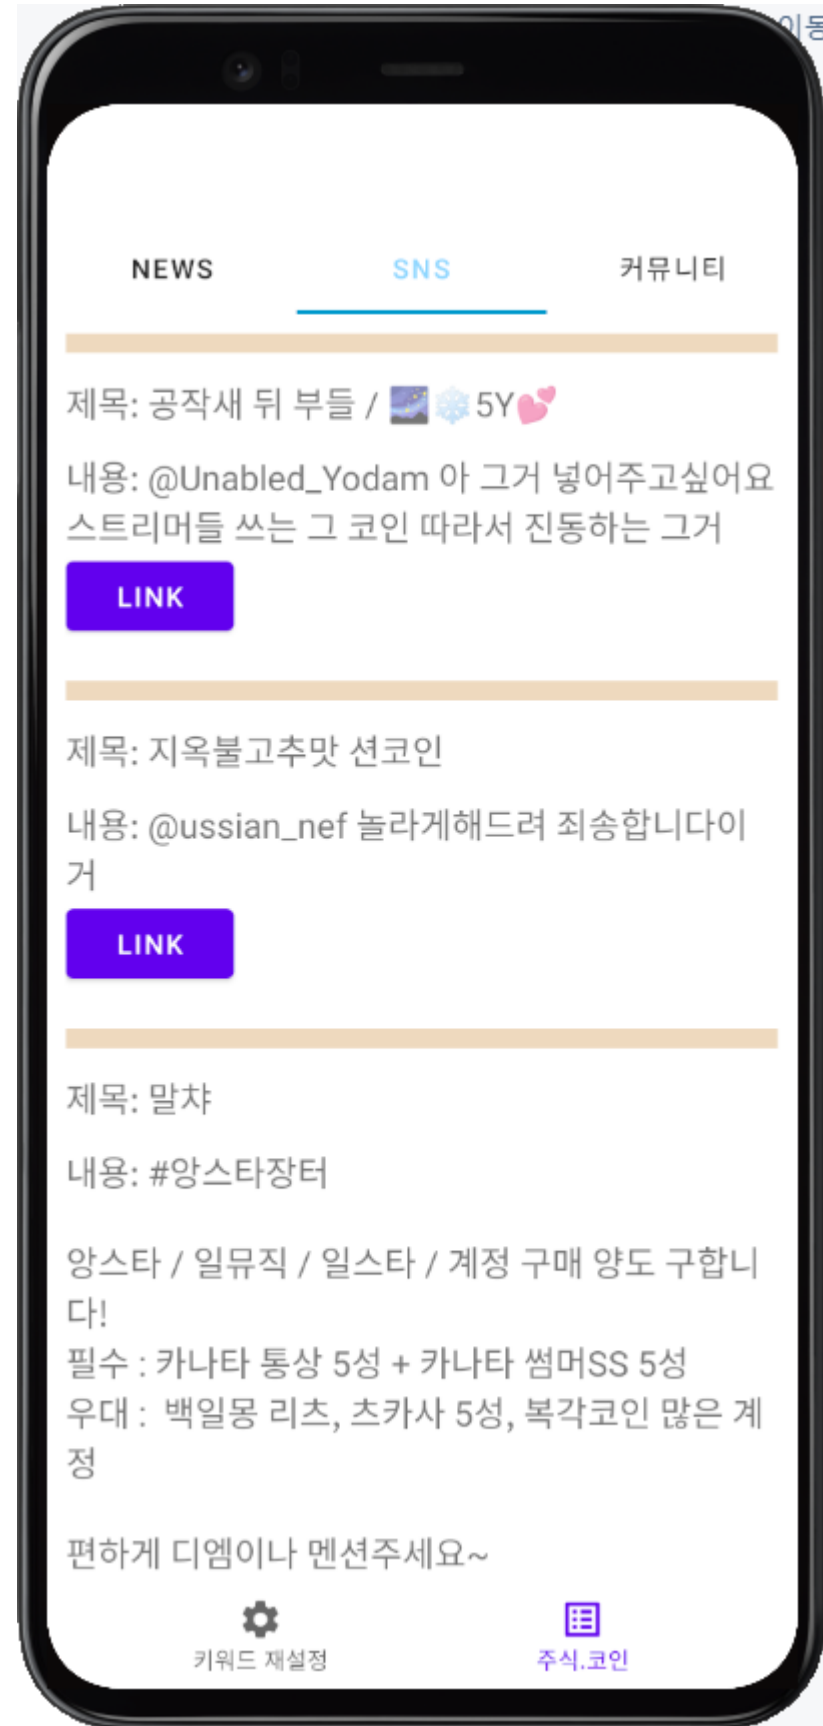 이동
NEWS SNS 커뮤니티
제목: 공작새 뒤 부들 / 🌌❄️5Y💕
내용: @Unabled_Yodam 아 그거 넣어주고싶어요
스트리머들 쓰는 그 코인 따라서 진동하는 그거
LINK
제목: 지옥불고추맛 션코인
내용: @ussian_nef 놀라게해드려 죄송합니다이
거
LINK
제목: 말챠
내용: #앙스타장터
앙스타 / 일뮤직 / 일스타 / 계정 구매 양도 구합니
다!
필수 : 카나타 통상 5성 + 카나타 썸머SS 5성
우대 :  백일몽 리츠, 츠카사 5성, 복각코인 많은 계
정
편하게 디엠이나 멘션주세요~
키워드 재설정 주식.코인